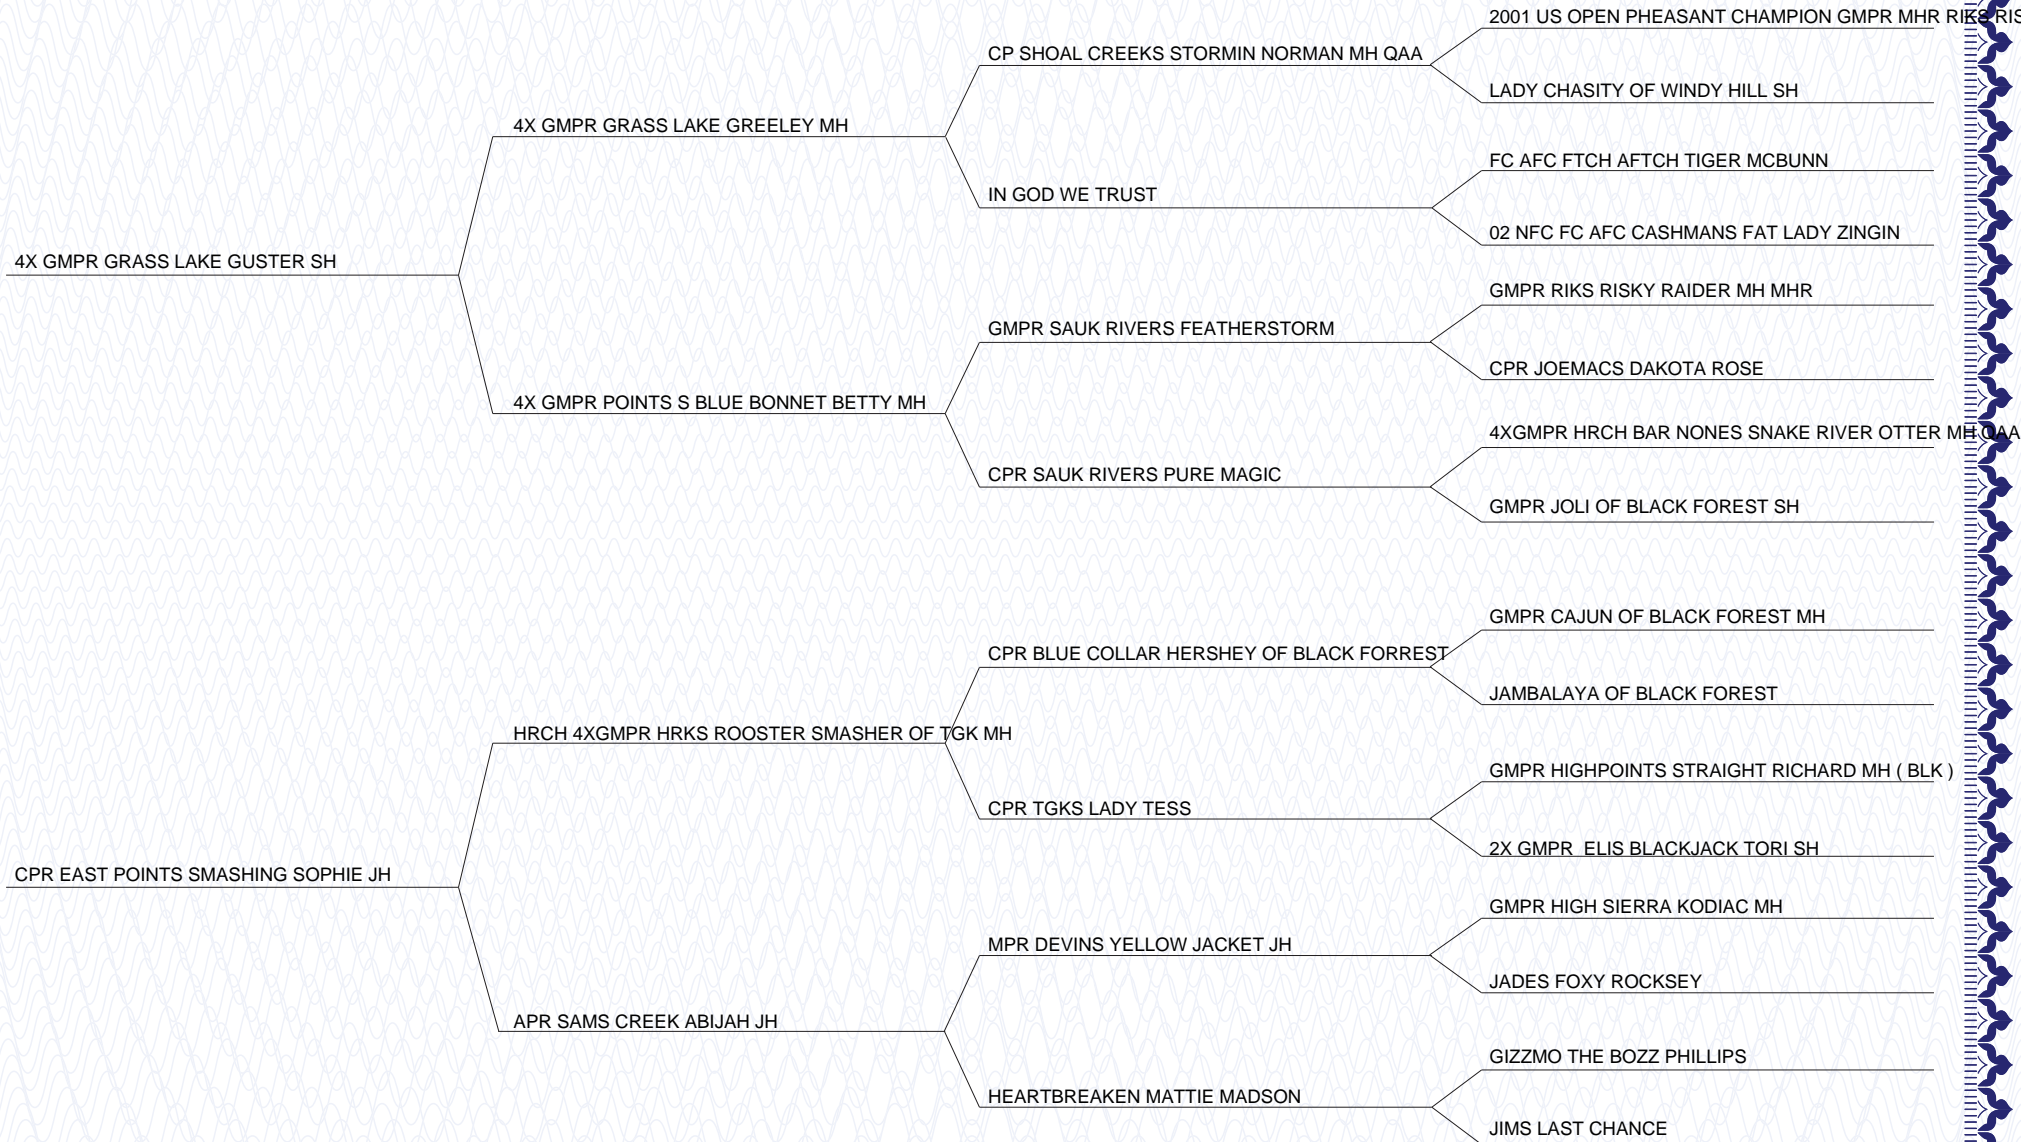 2001 US OPEN PHEASANT CHAMPION GMPR MHR RIKS RIS
CP SHOAL CREEKS STORMIN NORMAN MH QAA
LADY CHASITY OF WINDY HILL SH
4X GMPR GRASS LAKE GREELEY MH
FC AFC FTCH AFTCH TIGER MCBUNN
IN GOD WE TRUST
02 NFC FC AFC CASHMANS FAT LADY ZINGIN
4X GMPR GRASS LAKE GUSTER SH
GMPR RIKS RISKY RAIDER MH MHR
GMPR SAUK RIVERS FEATHERSTORM
CPR JOEMACS DAKOTA ROSE
4X GMPR POINTS S BLUE BONNET BETTY MH
4XGMPR HRCH BAR NONES SNAKE RIVER OTTER MH QAA
CPR SAUK RIVERS PURE MAGIC
GMPR JOLI OF BLACK FOREST SH
GMPR CAJUN OF BLACK FOREST MH
CPR BLUE COLLAR HERSHEY OF BLACK FORREST
JAMBALAYA OF BLACK FOREST
HRCH 4XGMPR HRKS ROOSTER SMASHER OF TGK MH
GMPR HIGHPOINTS STRAIGHT RICHARD MH ( BLK )
CPR TGKS LADY TESS
2X GMPR  ELIS BLACKJACK TORI SH
CPR EAST POINTS SMASHING SOPHIE JH
GMPR HIGH SIERRA KODIAC MH
MPR DEVINS YELLOW JACKET JH
JADES FOXY ROCKSEY
APR SAMS CREEK ABIJAH JH
GIZZMO THE BOZZ PHILLIPS
HEARTBREAKEN MATTIE MADSON
JIMS LAST CHANCE